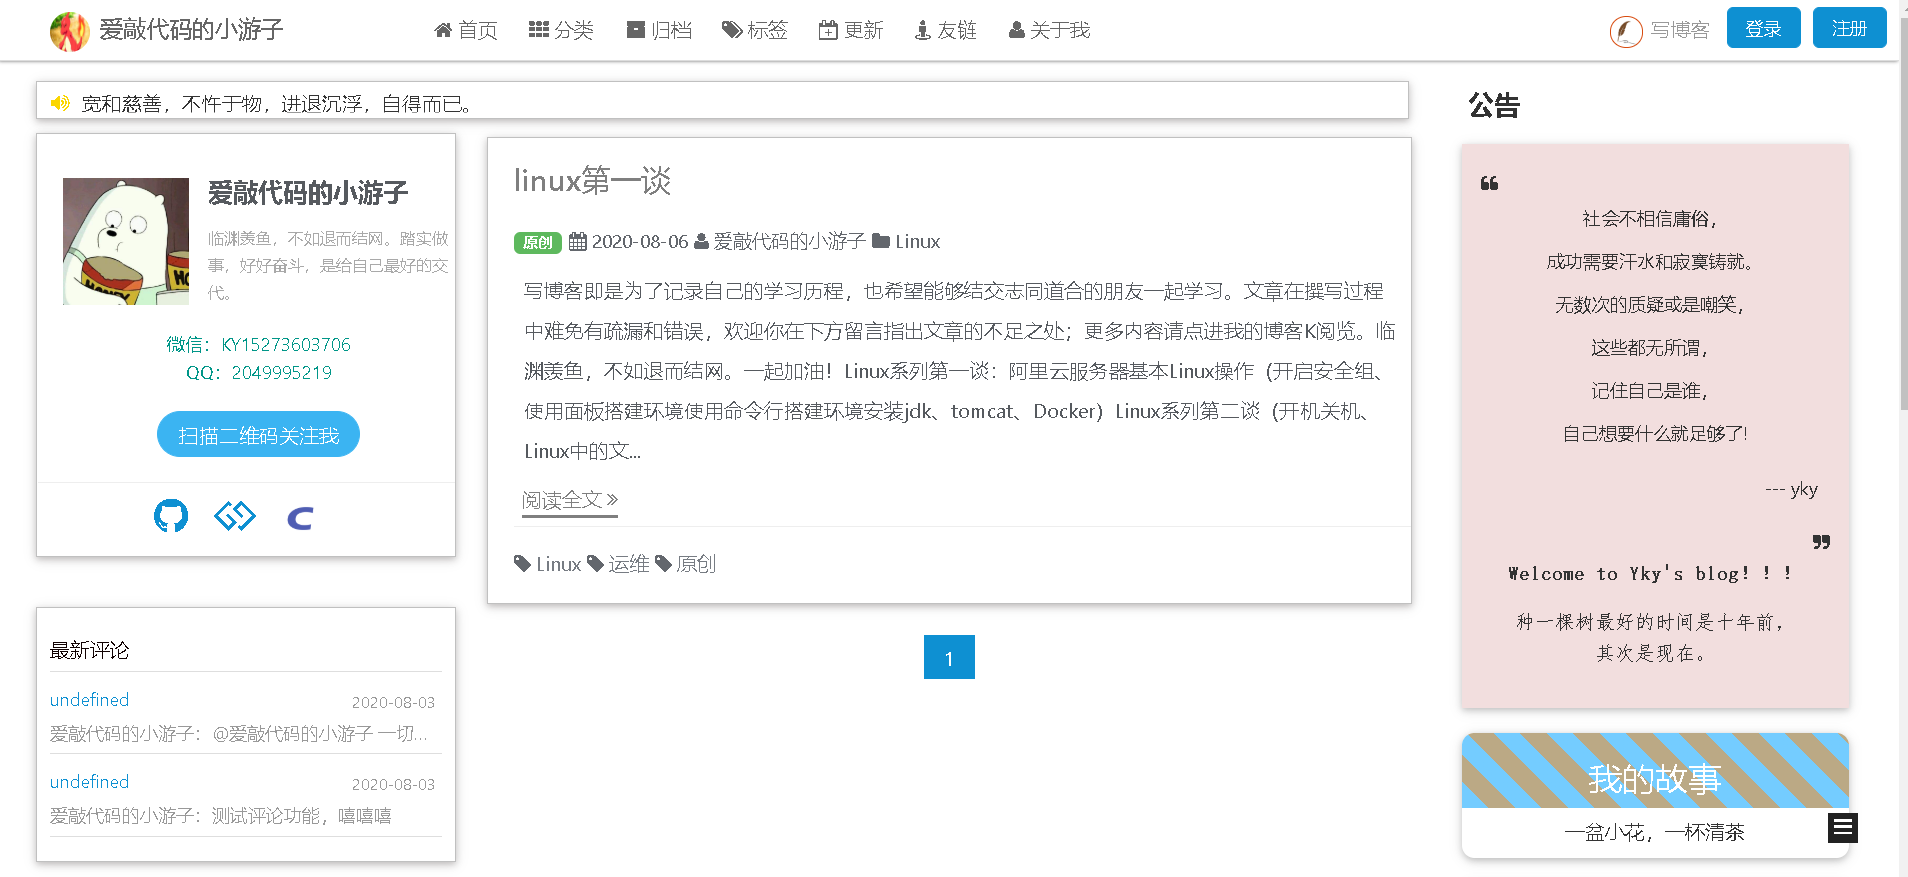 爱敲代码的小游子
首页 分类 归档 标签 更新 友链 关于我
写博客 登录 注册
宽和慈善，不忤于物，进退沉浮，自得而已。
爱敲代码的小游子
临渊羡鱼，不如退而结网。踏实做
事，好好奋斗，是给自己最好的交
代。
微信：KY15273603706
QQ：2049995219
扫描二维码关注我
最新评论
undefined 2020-08-03
爱敲代码的小游子：@爱敲代码的小游子 一切...
undefined 2020-08-03
爱敲代码的小游子：测试评论功能，嘻嘻嘻
linux第一谈
原创 2020-08-06 爱敲代码的小游子 Linux
写博客即是为了记录自己的学习历程，也希望能够结交志同道合的朋友一起学习。文章在撰写过程
中难免有疏漏和错误，欢迎你在下方留言指出文章的不足之处；更多内容请点进我的博客K阅览。临
渊羡鱼，不如退而结网。一起加油！Linux系列第一谈：阿里云服务器基本Linux操作（开启安全组、
使用面板搭建环境使用命令行搭建环境安装jdk、tomcat、Docker）Linux系列第二谈（开机关机、
Linux中的文...
阅读全文
Linux 运维 原创
1
公告
社会不相信庸俗，
成功需要汗水和寂寞铸就。
无数次的质疑或是嘲笑，
这些都无所谓，
记住自己是谁，
自己想要什么就足够了!
--- yky
Welcome to Yky's blog！！！
种一棵树最好的时间是十年前，
其次是现在。
我的故事
一盆小花，一杯清茶